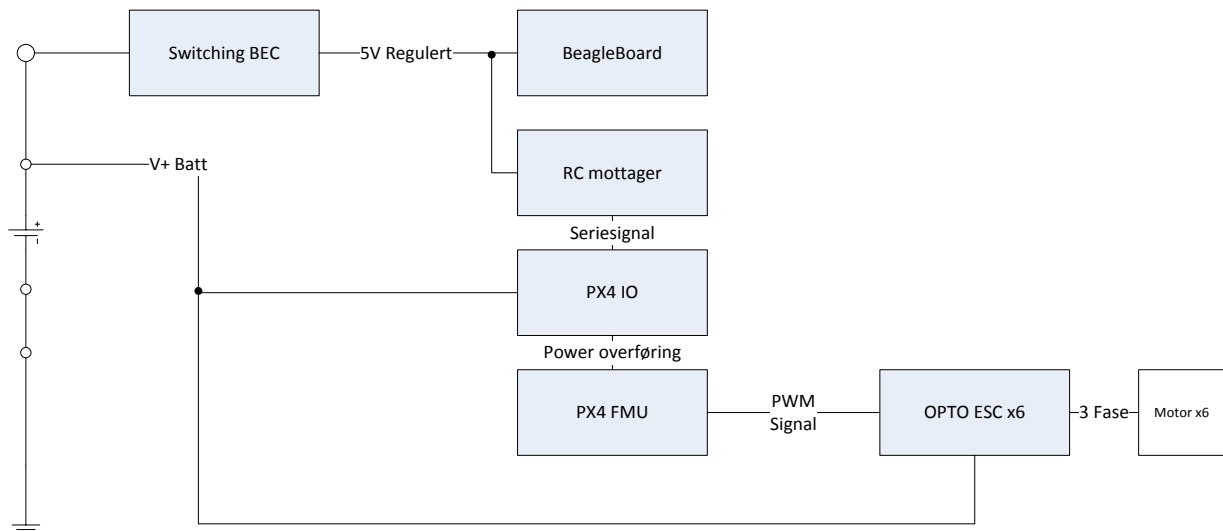 Switching BEC
5V Regulert
BeagleBoard
V+ Batt
RC mottager
+
-
Seriesignal
PX4 IO
Power overføring
PX4 FMU
PWM
Signal
OPTO ESC x6
3 Fase
Motor x6